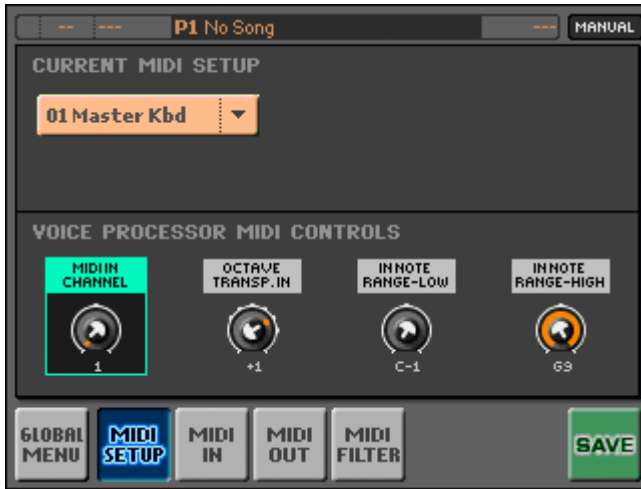 -- --- P1 No Song --- MANUAL
CURRENT MIDI SETUP
01 Master Kbd
VOICE PROCESSOR MIDI CONTROLS
MIDI IN CHANNEL
1
OCTAVE TRANSP. IN
+1
IN NOTE RANGE-LOW
C-1
IN NOTE RANGE-HIGH
G9
GLOBAL MENU
MIDI SETUP
MIDI IN
MIDI OUT
MIDI FILTER
SAVE